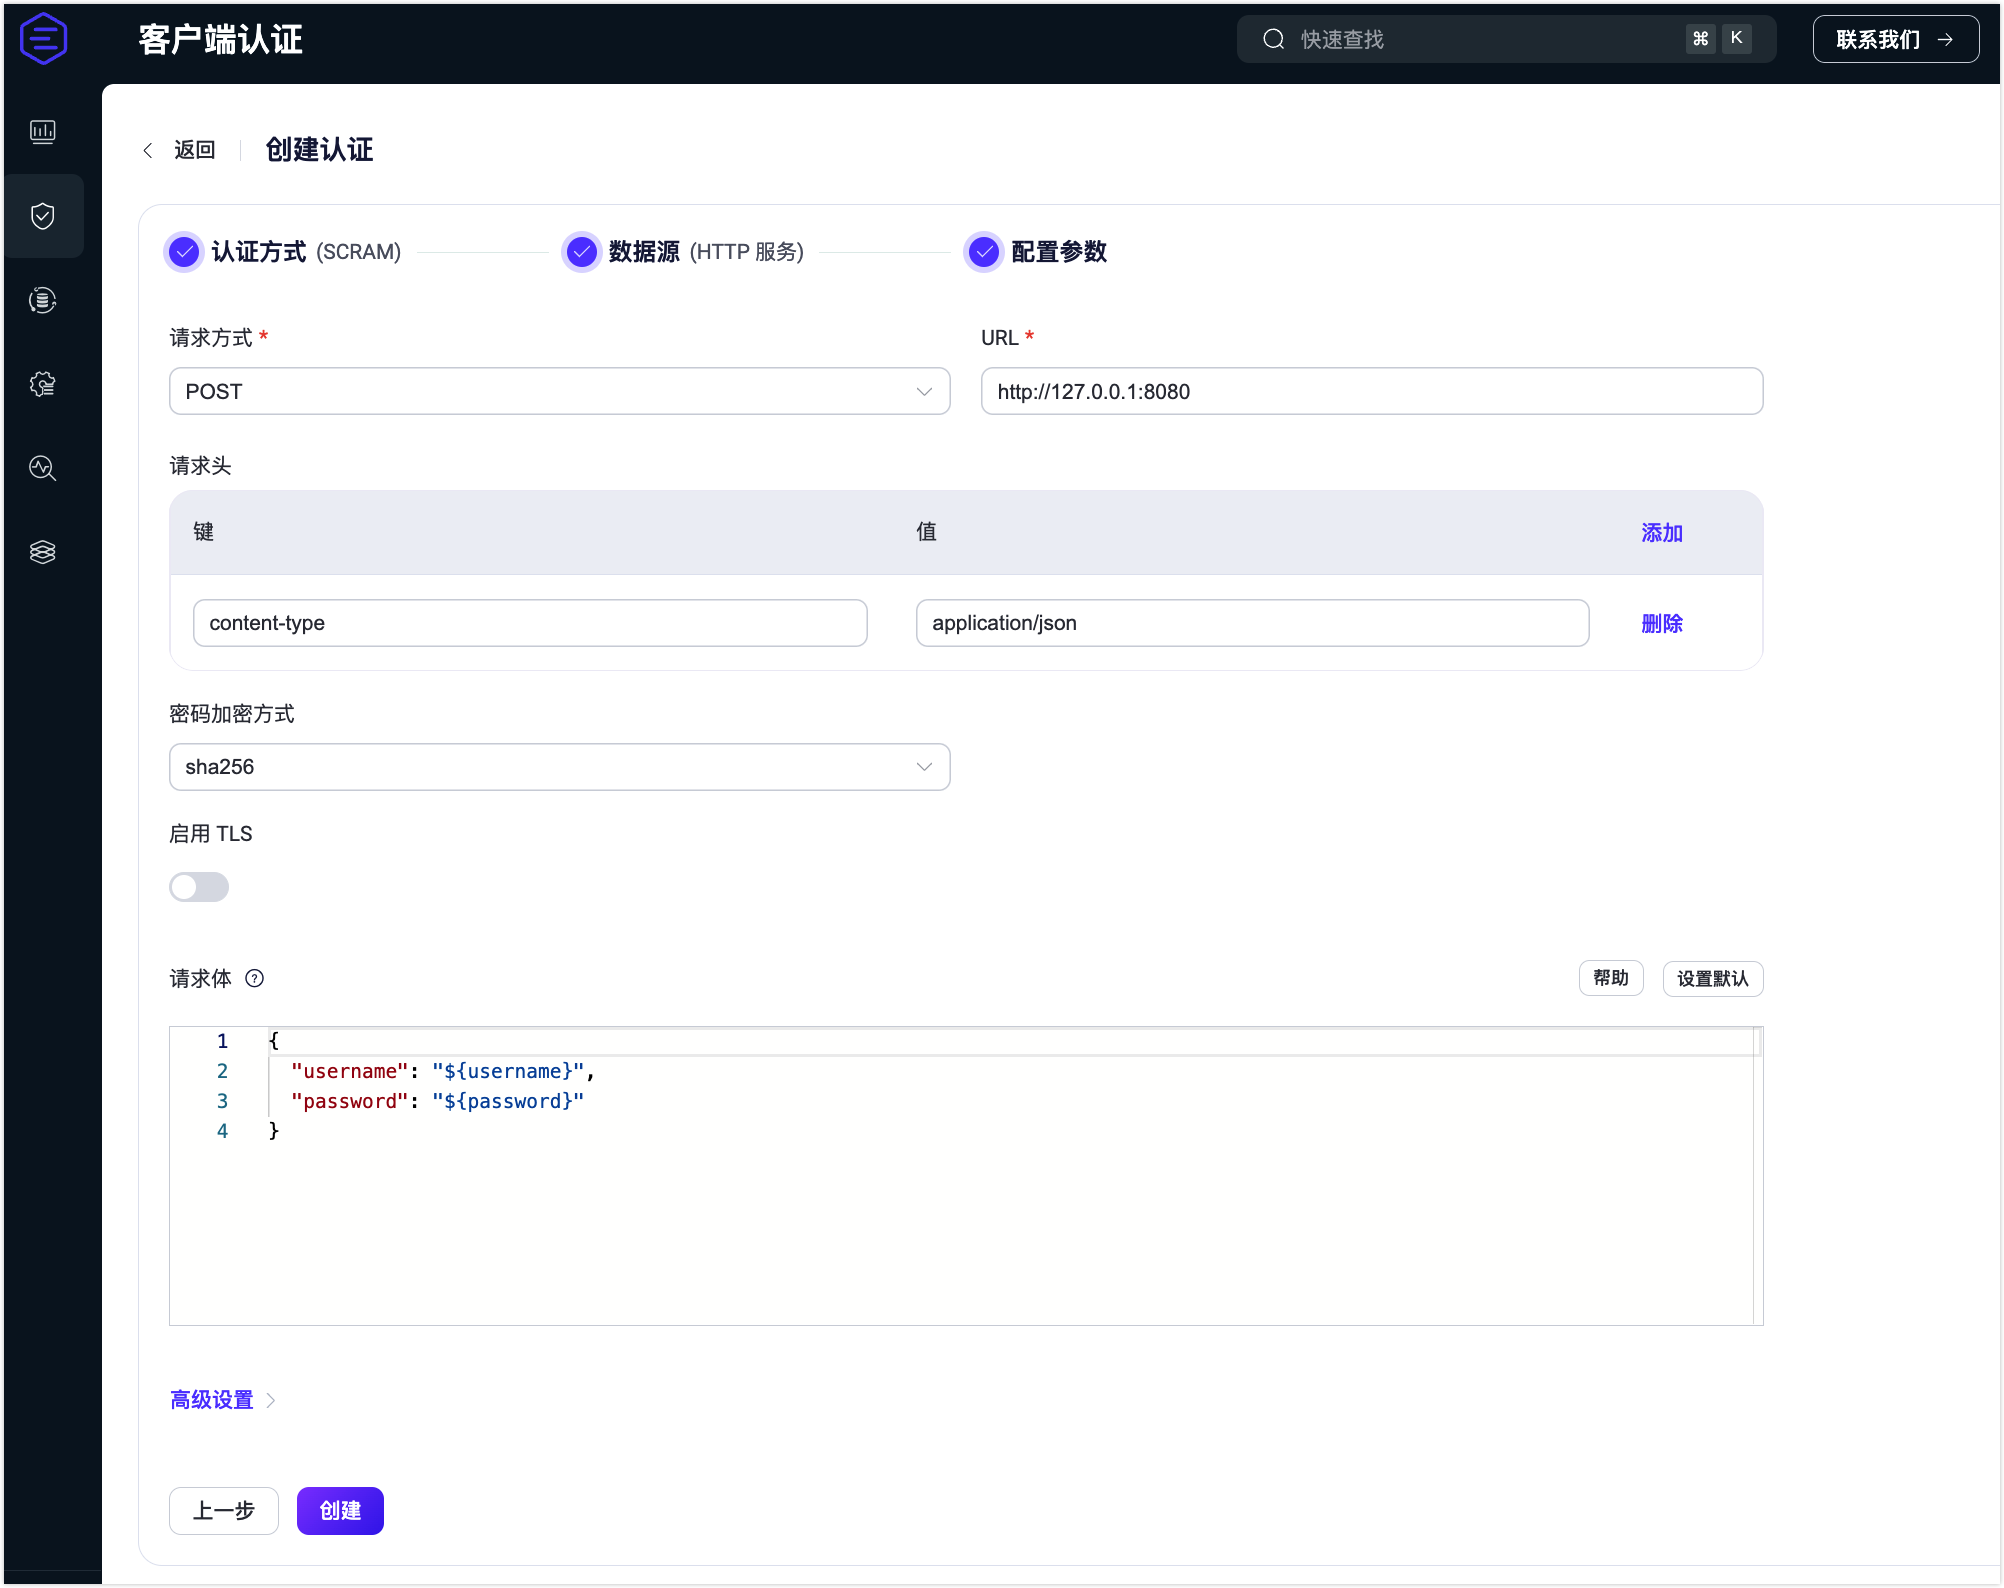 客户端认证
快速查找
⌘ K
联系我们 →
返回
创建认证
认证方式 (SCRAM)
数据源 (HTTP 服务)
配置参数
请求方式 *
URL *
POST
http://127.0.0.1:8080
请求头
键
值
添加
content-type
application/json
删除
密码加密方式
sha256
启用 TLS
请求体 ?
帮助
设置默认
1 {
2 "username": "${username}",
3 "password": "${password}"
4 }
高级设置
上一步
创建